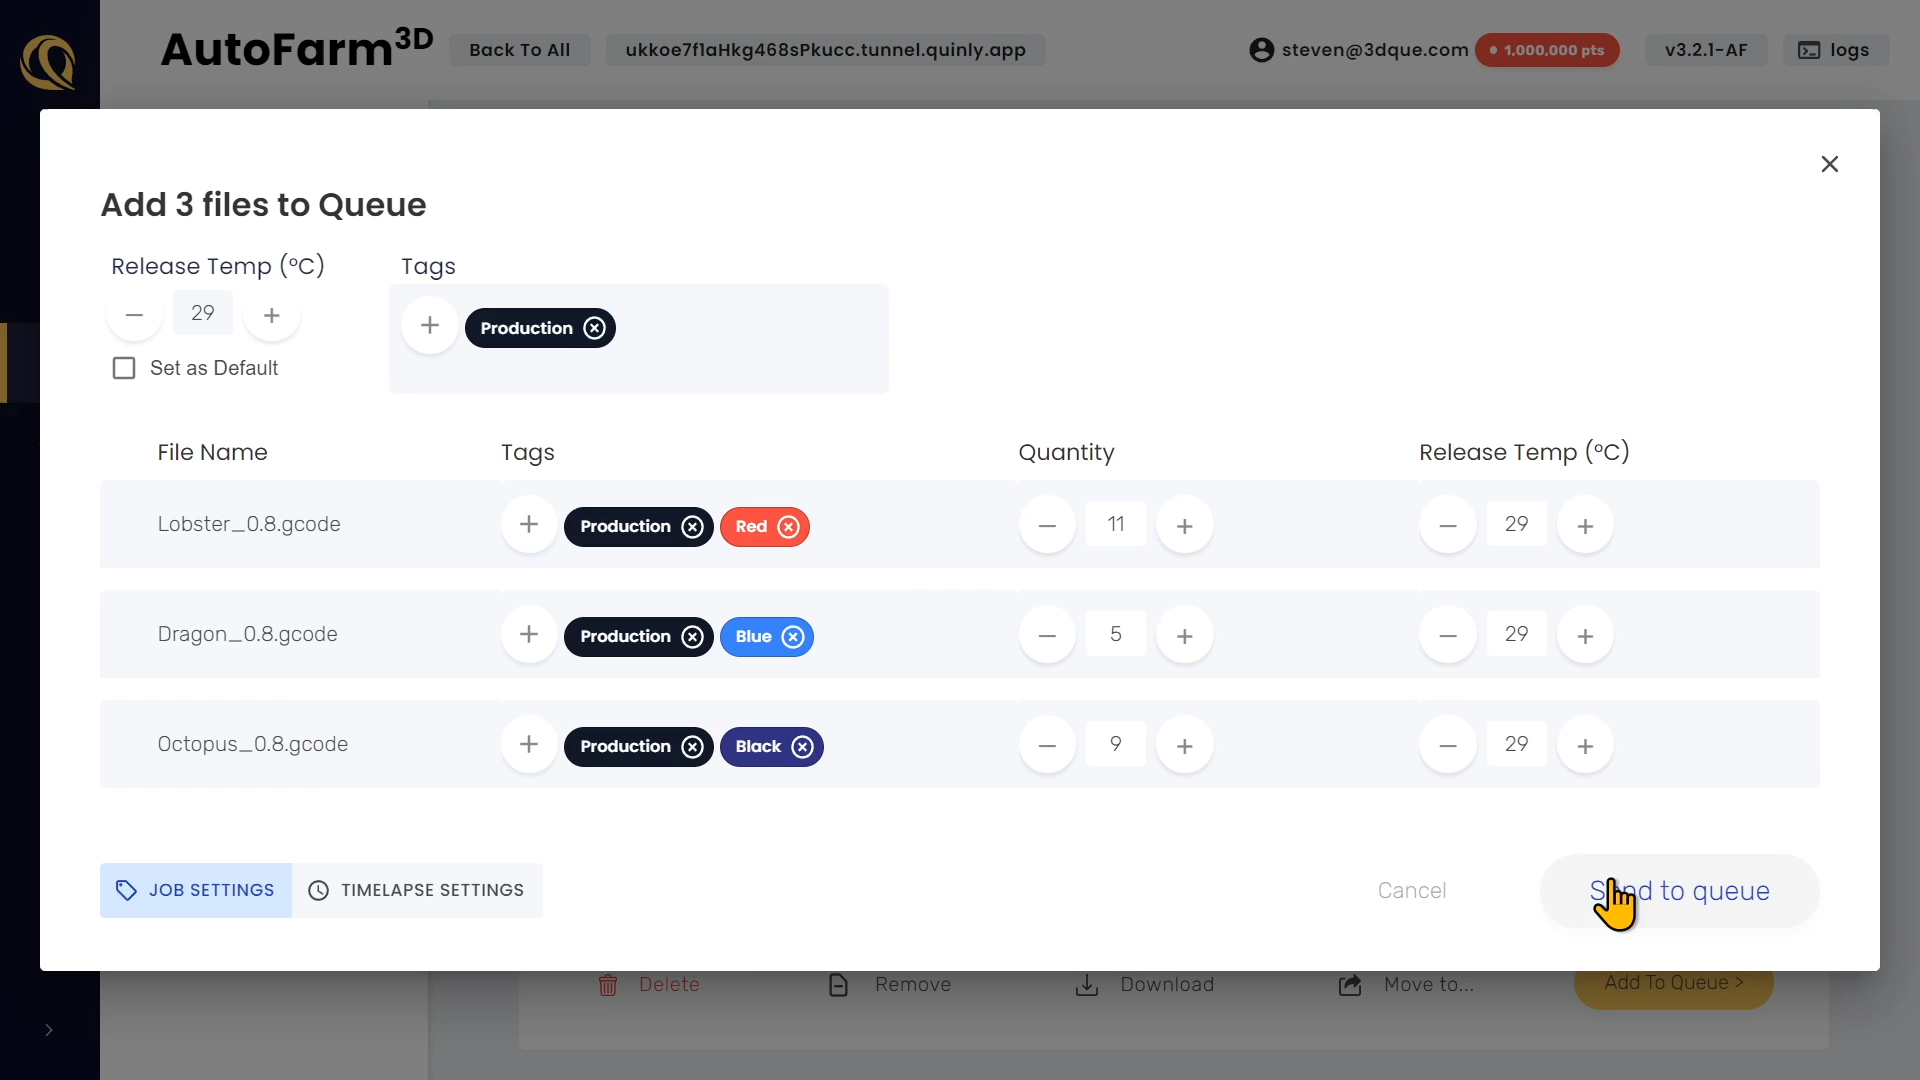 AutoFarm3D
Back To All
ukkoe7f1aHkg468sPkucc.tunnel.quinly.app
steven@3dque.com
1,000,000 pts
v3.2.1-AF
logs
Add 3 files to Queue
Release Temp (°C)
Tags
29
Production
Set as Default
File Name Tags Quantity Release Temp (°C)
Lobster_0.8.gcode Production Red 11 29
Dragon_0.8.gcode Production Blue 5 29
Octopus_0.8.gcode Production Black 9 29
JOB SETTINGS
TIMELAPSE SETTINGS
Cancel
Send to queue
Delete
Remove
Download
Move to...
Add To Queue >